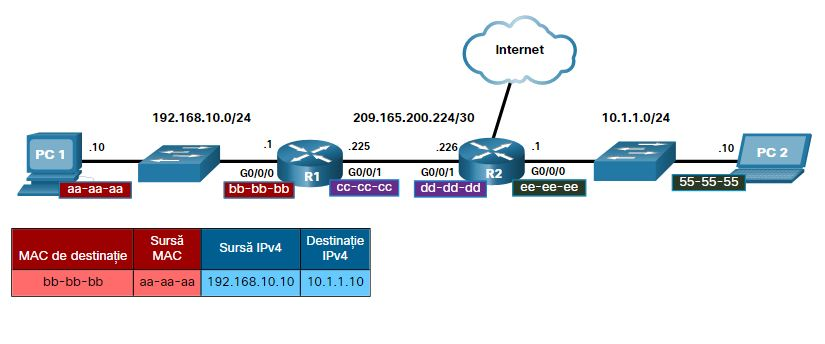 Internet
192.168.10.0/24
209.165.200.224/30
10.1.1.0/24
PC 1
.10
.1
R1
.225
.226
R2
.1
.10
PC 2
G0/0/0
G0/0/1
G0/0/1
G0/0/0
aa-aa-aa
bb-bb-bb
cc-cc-cc
dd-dd-dd
ee-ee-ee
55-55-55
MAC de destinație
Sursă MAC
Sursă IPv4
Destinație IPv4
bb-bb-bb
aa-aa-aa
192.168.10.10
10.1.1.10